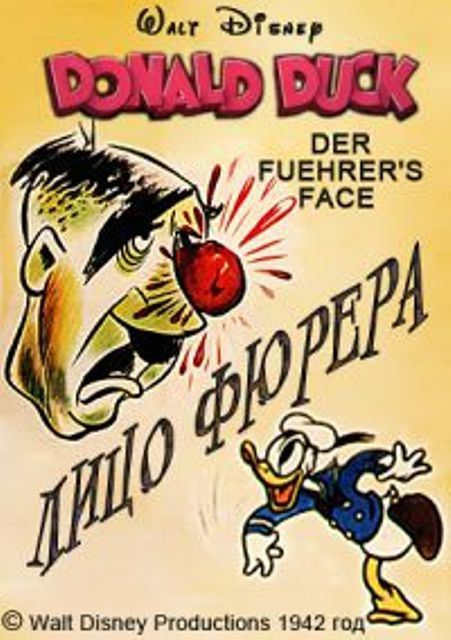 WALT DISNEY
DONALD DUCK
DER
FUEHRER'S
FACE
ЛИЦО ФЮРЕРА
© Walt Disney Productions 1942 год